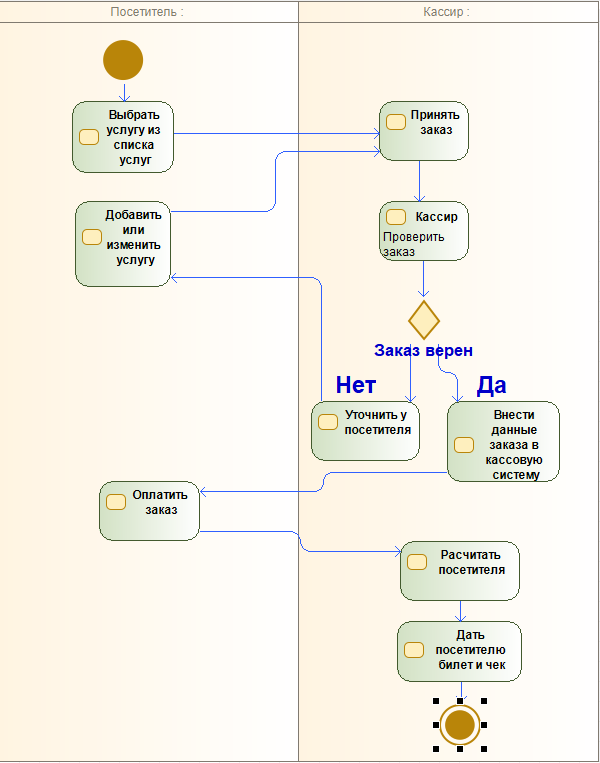 Посетитель :
Кассир :
Выбрать
услугу из
списка
услуг
Принять
заказ
Добавить
или
изменить
услугу
Кассир
Проверить
заказ
Заказ верен
Нет
Да
Уточнить у
посетителя
Внести
данные
заказа в
кассовую
систему
Оплатить
заказ
Расчитать
посетителя
Дать
посетителю
билет и чек